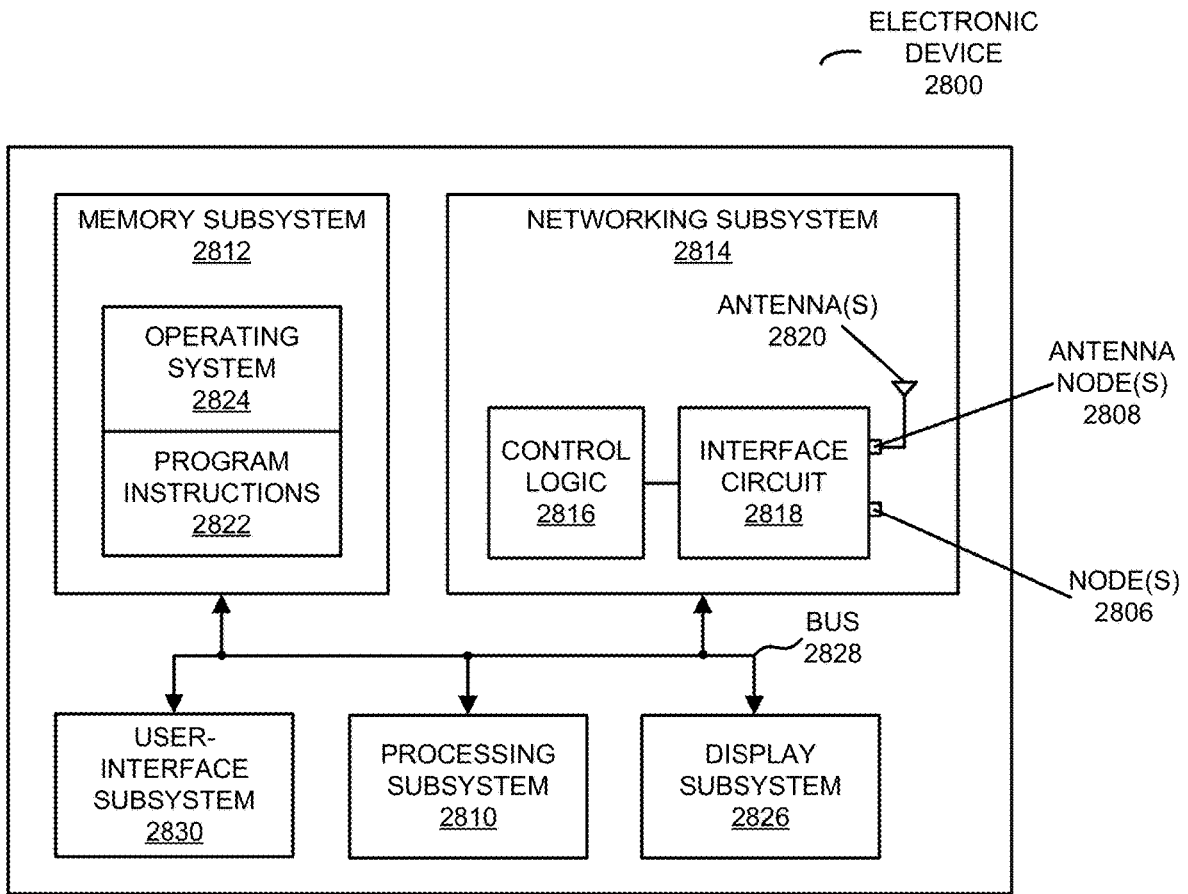 ELECTRONIC
DEVICE
2800
MEMORY SUBSYSTEM
2812
OPERATING
SYSTEM
2824
PROGRAM
INSTRUCTIONS
2822
NETWORKING SUBSYSTEM
2814
ANTENNA(S)
2820
ANTENNA
NODE(S)
2808
CONTROL
LOGIC
2816
INTERFACE
CIRCUIT
2818
NODE(S)
2806
BUS
2828
USER-
INTERFACE
SUBSYSTEM
2830
PROCESSING
SUBSYSTEM
2810
DISPLAY
SUBSYSTEM
2826